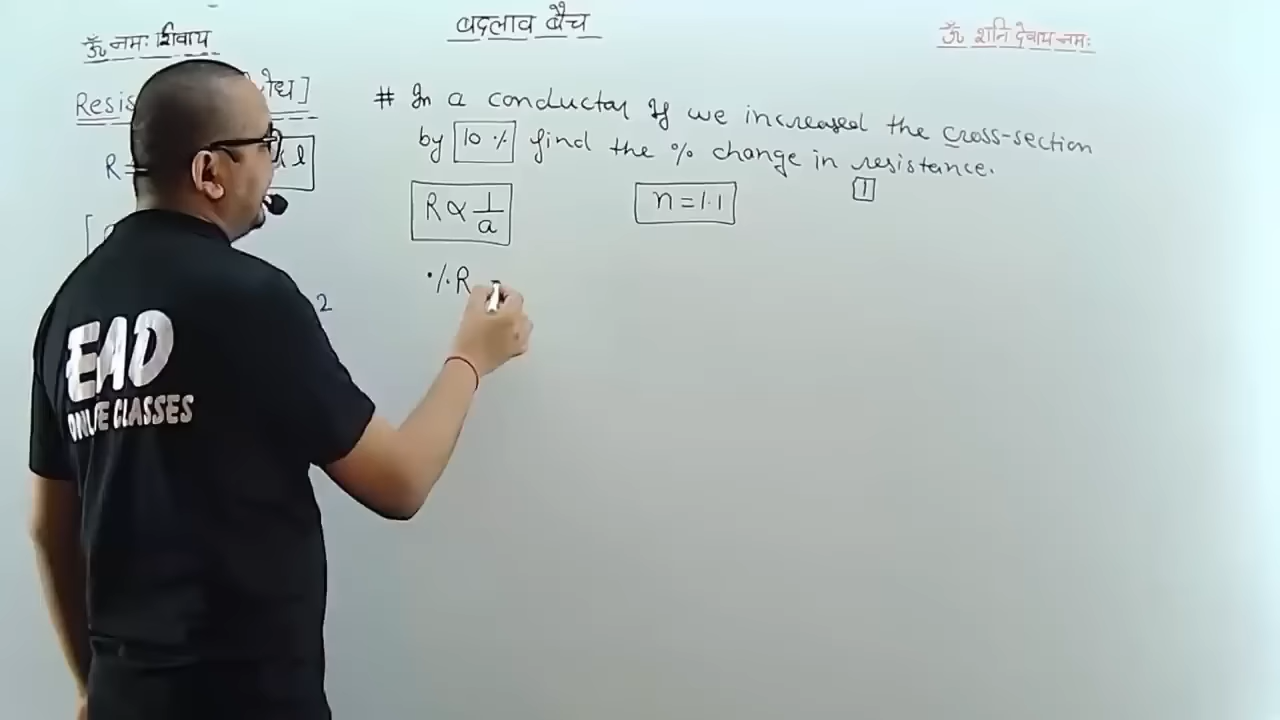 ॐ नमः शिवाय
बदलाव बैच
ॐ शनि देवाय नमः
# In a conductor if we increased the cross-section
by 10 % find the % change in resistance.
1
R ∝ 1/a
n = 1.1
% R
2
EAD
ONLINE CLASSES